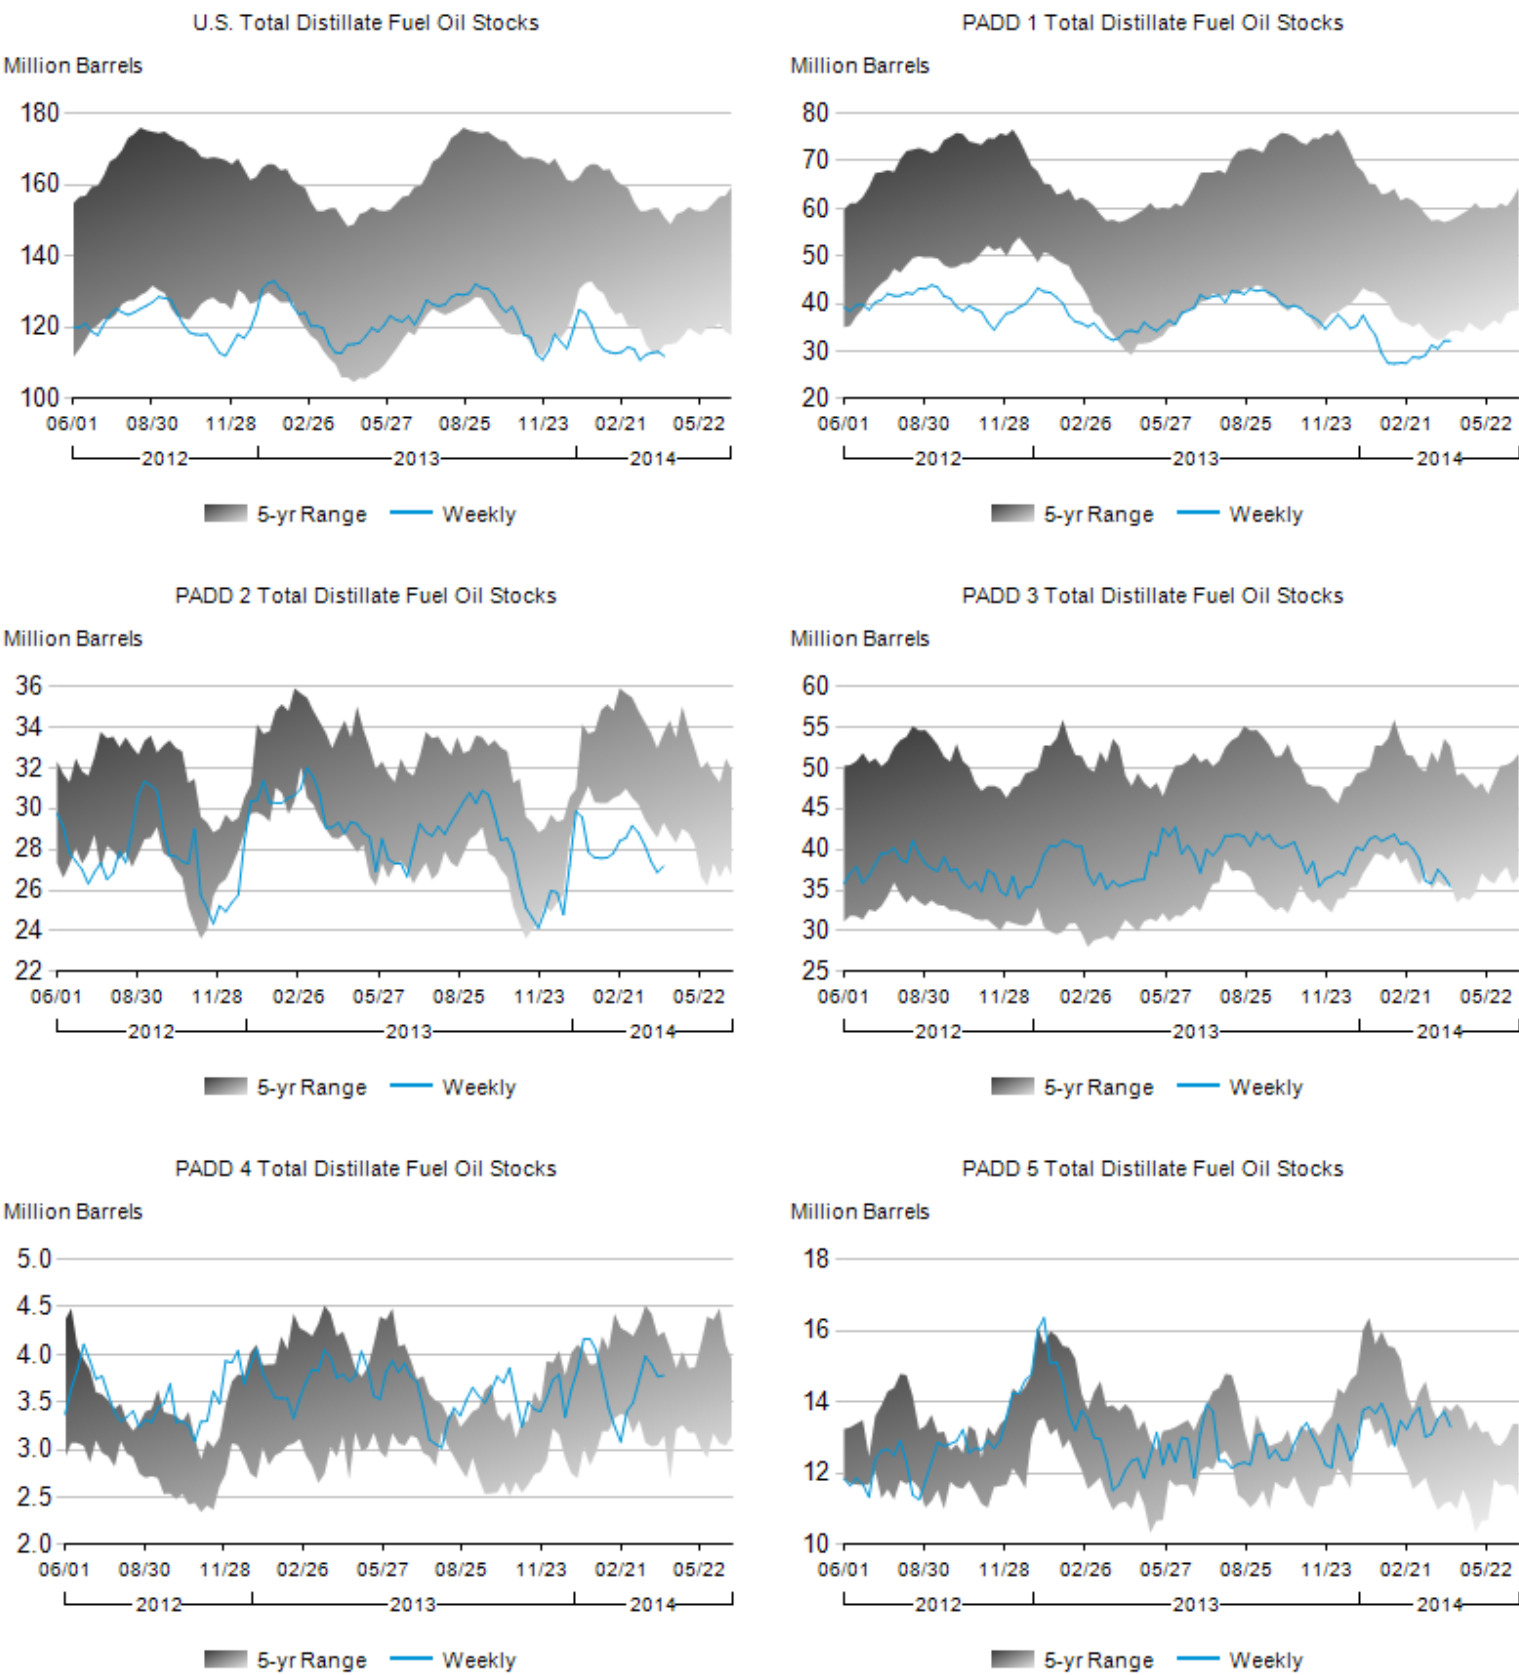 U.S. Total Distillate Fuel Oil Stocks
Million Barrels
180
160
140
120
100
06/01 08/30 11/28 02/26 05/27 08/25 11/23 02/21 05/22
2012 2013 2014
5-yr Range Weekly
PADD 1 Total Distillate Fuel Oil Stocks
Million Barrels
80
70
60
50
40
30
20
06/01 08/30 11/28 02/26 05/27 08/25 11/23 02/21 05/22
2012 2013 2014
5-yr Range Weekly
PADD 2 Total Distillate Fuel Oil Stocks
Million Barrels
36
34
32
30
28
26
24
22
06/01 08/30 11/28 02/26 05/27 08/25 11/23 02/21 05/22
2012 2013 2014
5-yr Range Weekly
PADD 3 Total Distillate Fuel Oil Stocks
Million Barrels
60
55
50
45
40
35
30
25
06/01 08/30 11/28 02/26 05/27 08/25 11/23 02/21 05/22
2012 2013 2014
5-yr Range Weekly
PADD 4 Total Distillate Fuel Oil Stocks
Million Barrels
5.0
4.5
4.0
3.5
3.0
2.5
2.0
06/01 08/30 11/28 02/26 05/27 08/25 11/23 02/21 05/22
2012 2013 2014
5-yr Range Weekly
PADD 5 Total Distillate Fuel Oil Stocks
Million Barrels
18
16
14
12
10
06/01 08/30 11/28 02/26 05/27 08/25 11/23 02/21 05/22
2012 2013 2014
5-yr Range Weekly